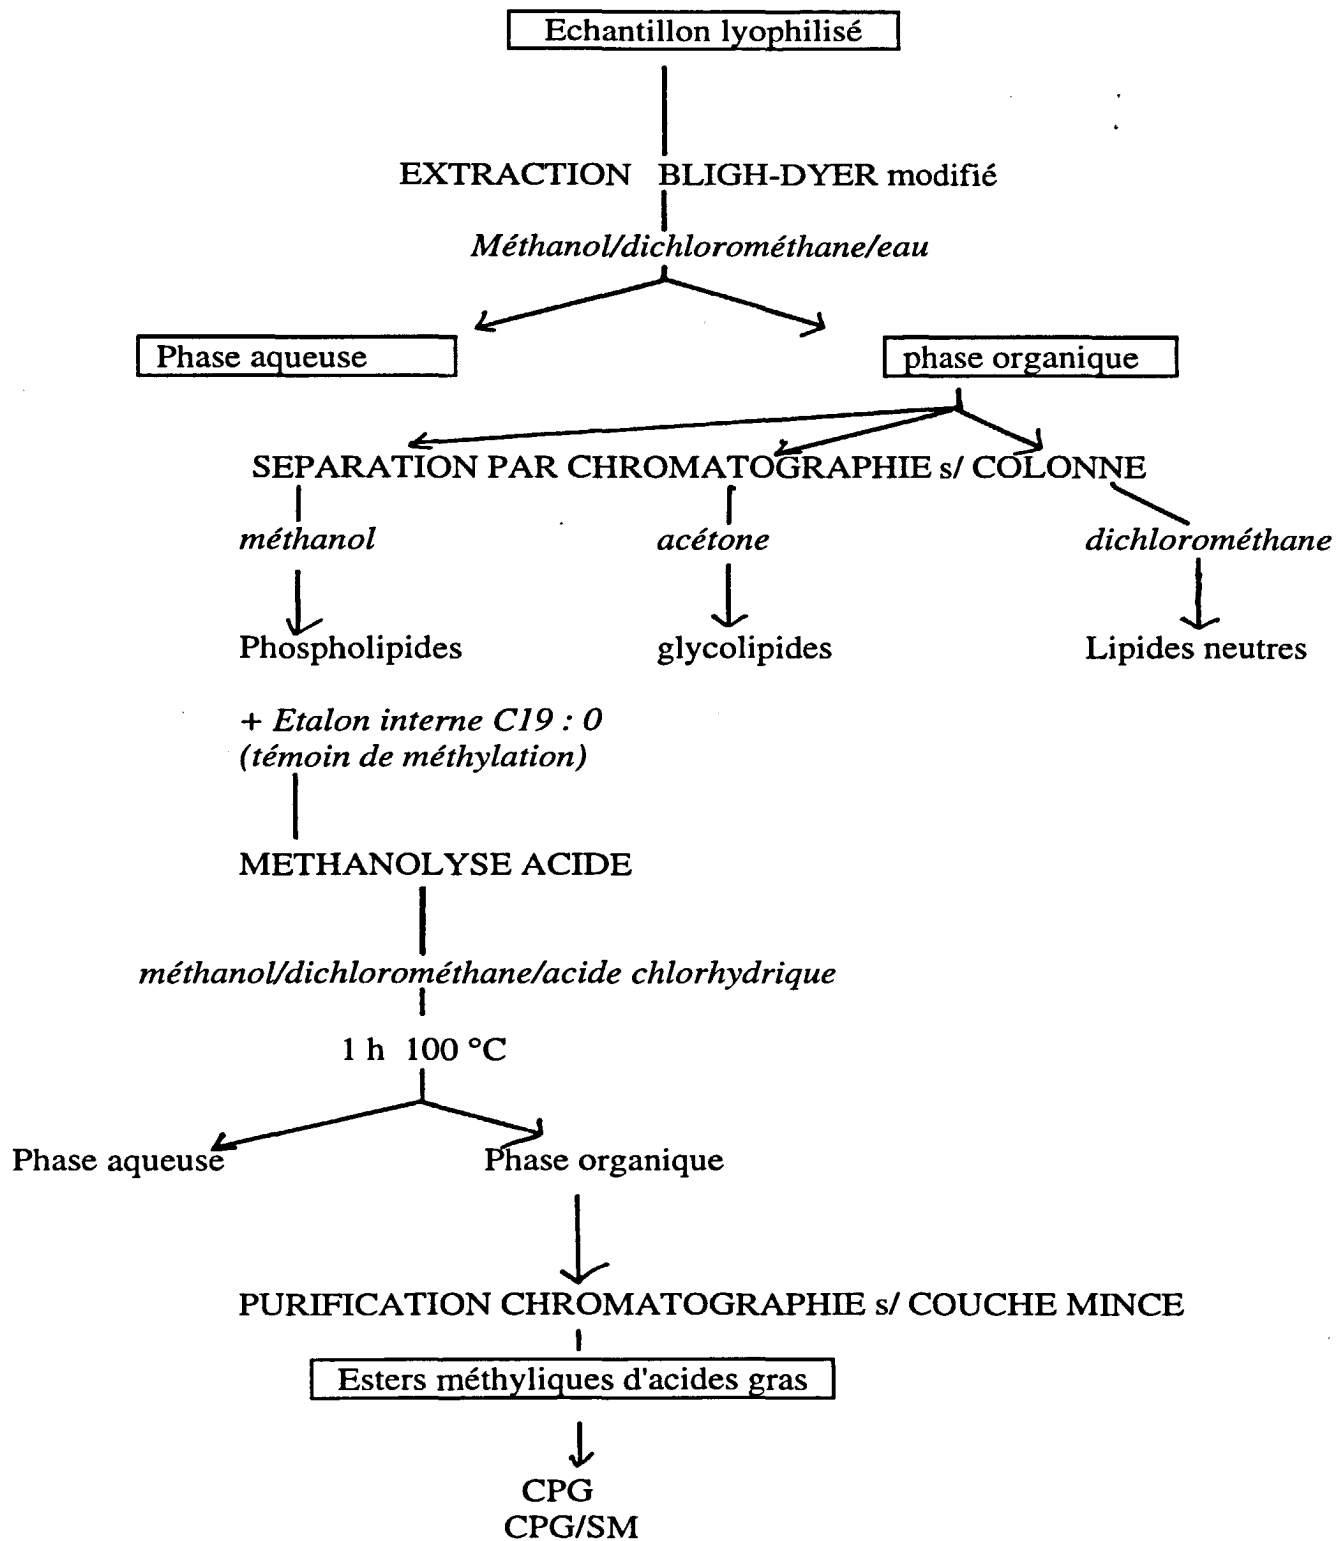 Echantillon lyophilisé
EXTRACTION BLIGH-DYER modifié
Méthanol/dichlorométhane/eau
Phase aqueuse
phase organique
SEPARATION PAR CHROMATOGRAPHIE s/ COLONNE
méthanol
acétone
dichlorométhane
Phospholipides
glycolipides
Lipides neutres
+ Etalon interne C19 : 0
(témoin de méthylation)
METHANOLYSE ACIDE
méthanol/dichlorométhane/acide chlorhydrique
1 h 100 °C
Phase aqueuse
Phase organique
PURIFICATION CHROMATOGRAPHIE s/ COUCHE MINCE
Esters méthyliques d'acides gras
CPG
CPG/SM